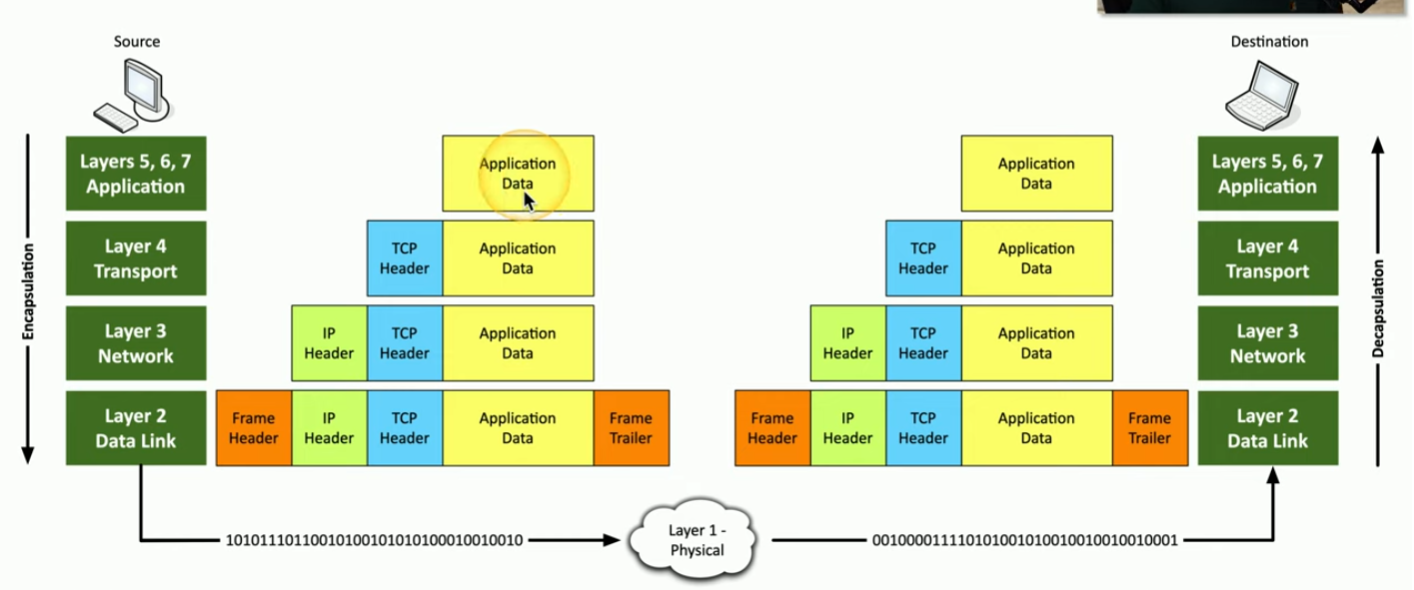 Source
Destination
Layers 5, 6, 7
Application
Application
Data
Application
Data
Layers 5, 6, 7
Application
Encapsulation
Layer 4
Transport
TCP
Header
Application
Data
TCP
Header
Application
Data
Layer 4
Transport
Decapsulation
Layer 3
Network
IP
Header
TCP
Header
Application
Data
IP
Header
TCP
Header
Application
Data
Layer 3
Network
Layer 2
Data Link
Frame
Header
IP
Header
TCP
Header
Application
Data
Frame
Trailer
Frame
Header
IP
Header
TCP
Header
Application
Data
Frame
Trailer
Layer 2
Data Link
1010111011001010010101010001001001​0
Layer 1 -
Physical
0010000111101010010100100100100​10001